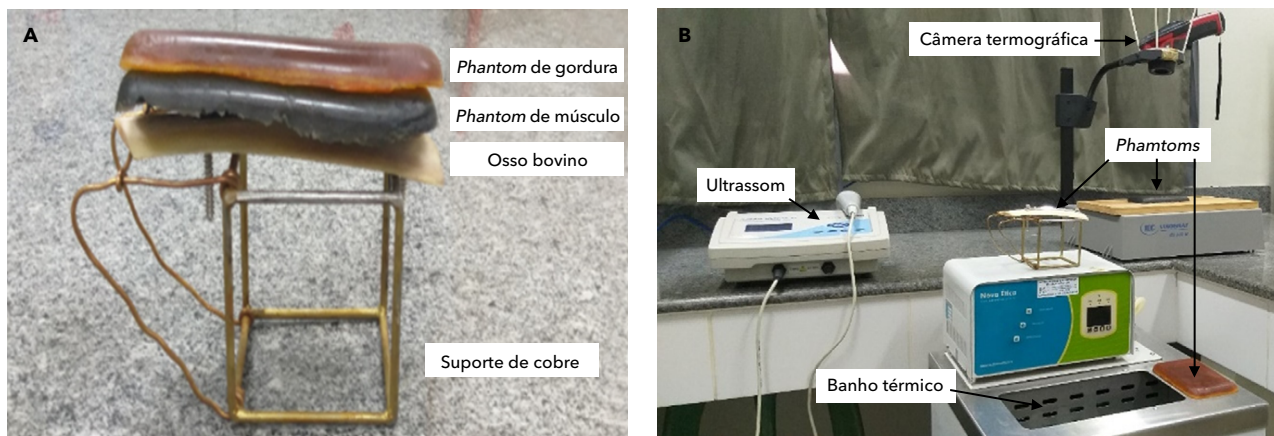 A
Phantom de gordura
Phantom de músculo
Osso bovino
Suporte de cobre
B
Câmera termográfica
Phamtoms
Ultrassom
Nova Ética
Banho térmico